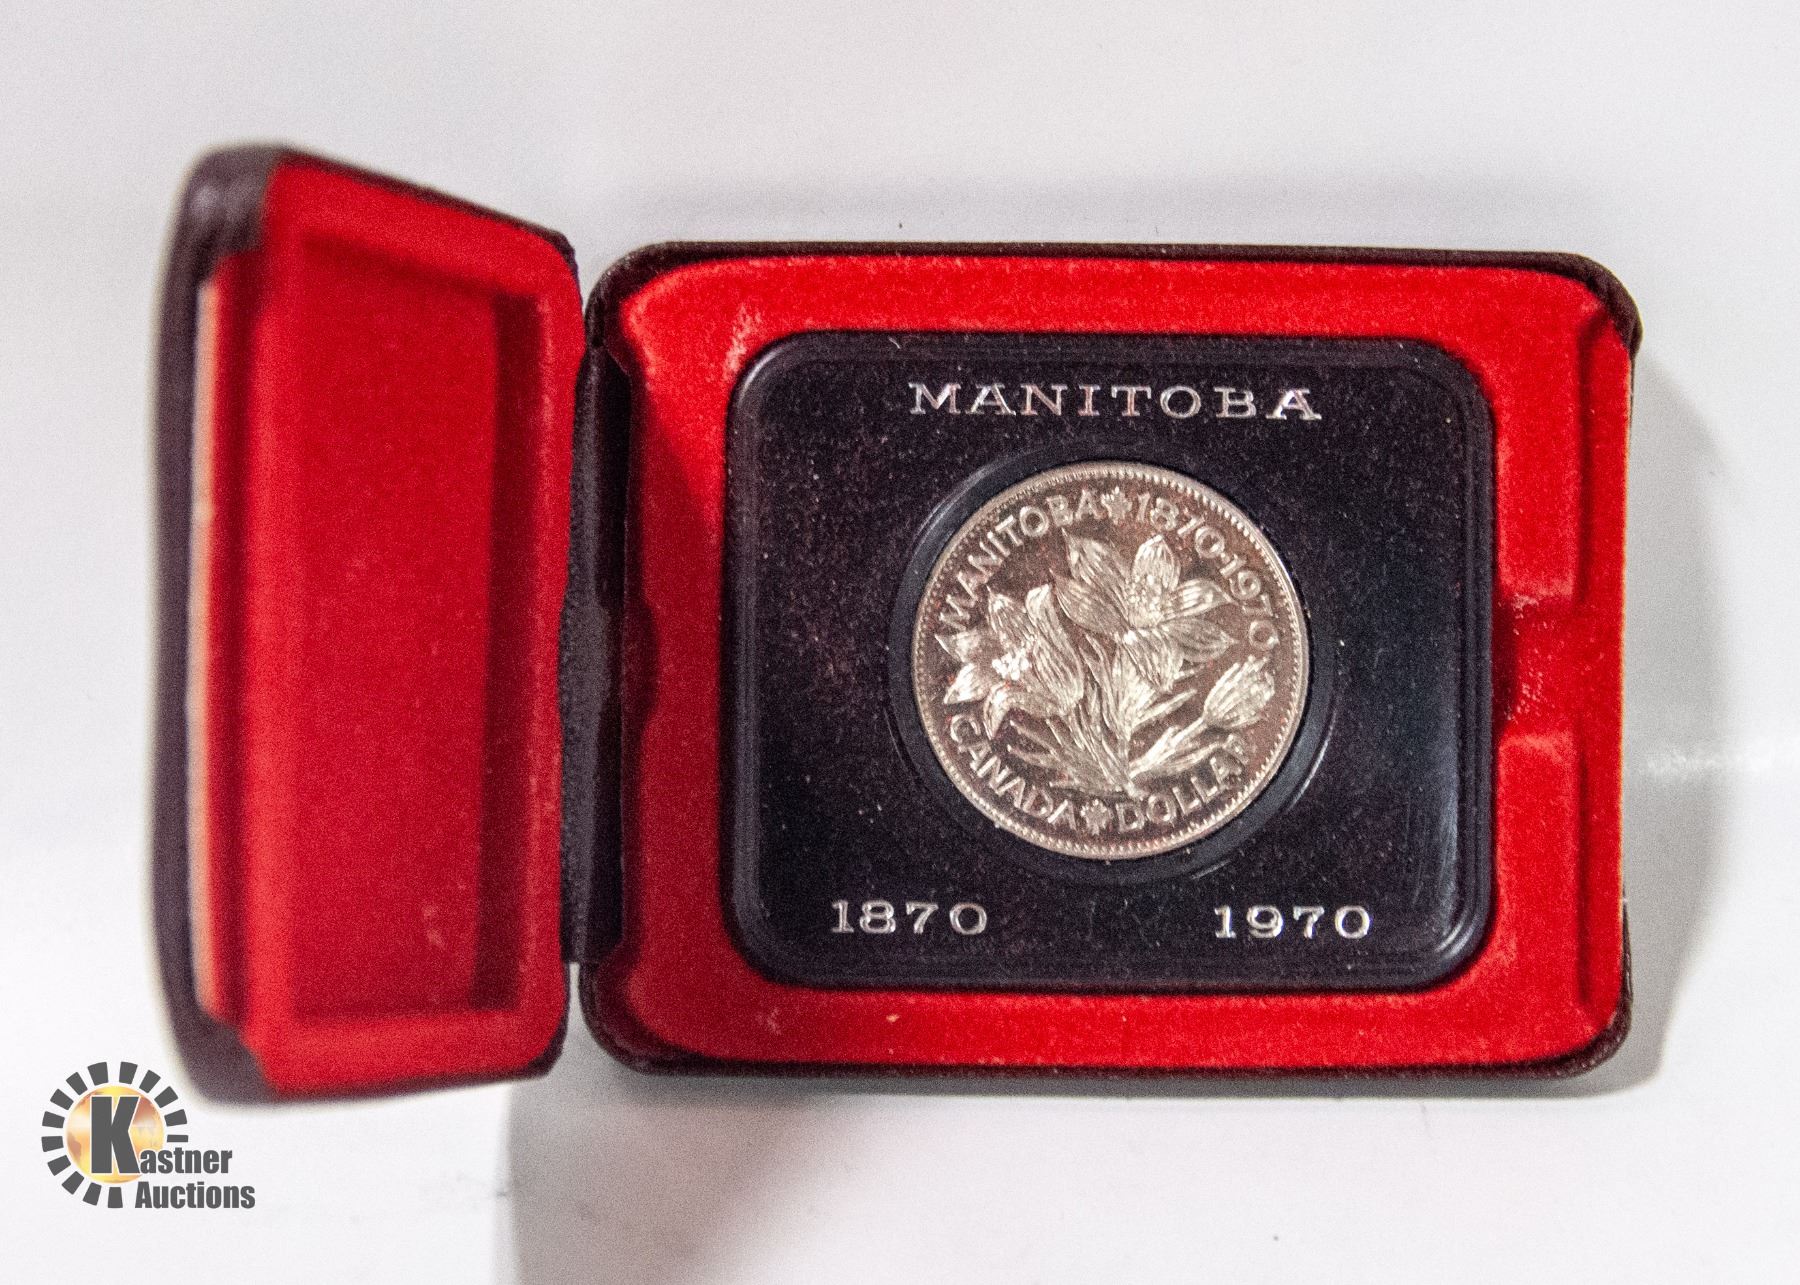 MANITOBA
MANITOBA 1870-1970
CANADA DOLLAR
1870 1970
Kastner
Auctions